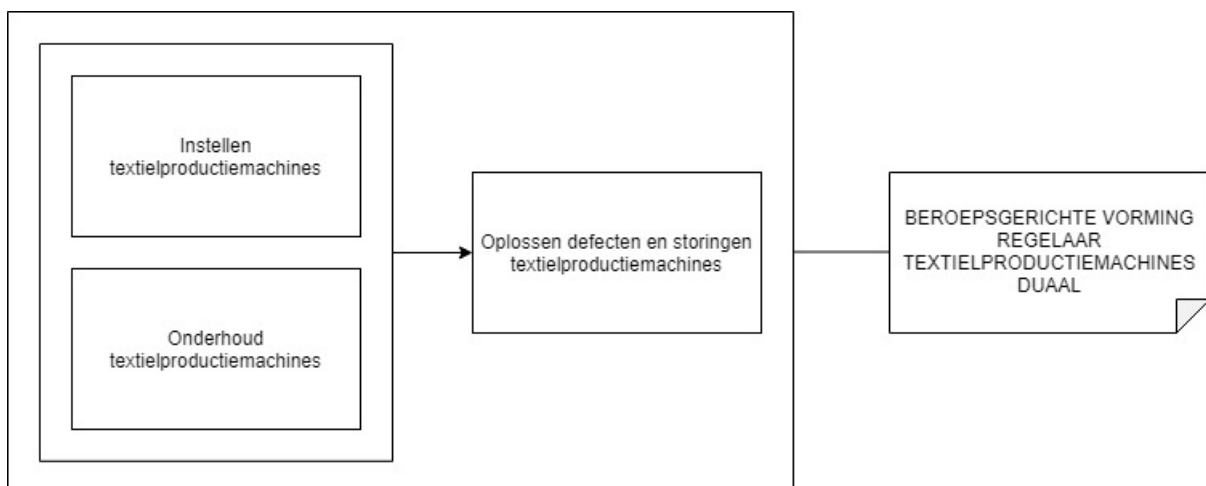 Instellen
textielproductiemachines
Onderhoud
textielproductiemachines
Oplossen defecten en storingen
textielproductiemachines
BEROEPSGERICHTE VORMING
REGELAAR
TEXTIELPRODUCTIEMACHINES
DUAAL